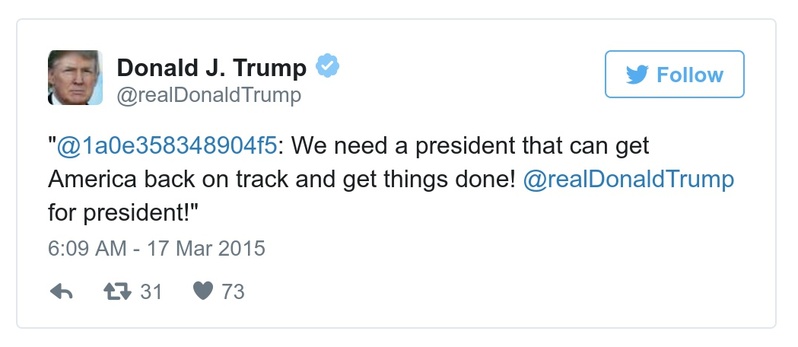 Donald J. Trump
@realDonaldTrump
Follow
"@1a0e358348904f5: We need a president that can get
America back on track and get things done! @realDonaldTrump
for president!"
6:09 AM - 17 Mar 2015
31 73